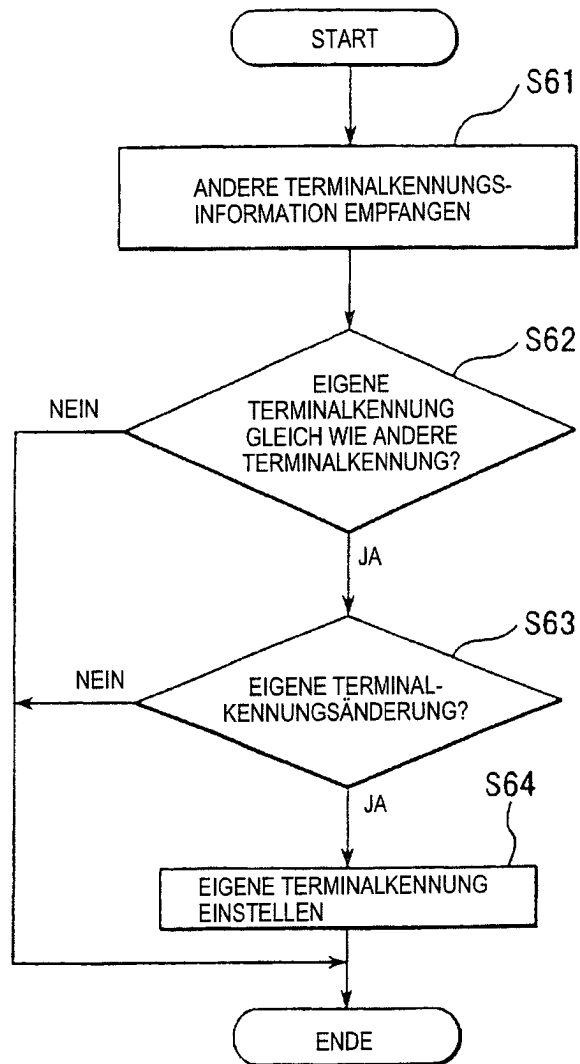 START
S61
ANDERE TERMINALKENNUNGS-
INFORMATION EMPFANGEN
S62
EIGENE
TERMINALKENNUNG
GLEICH WIE ANDERE
TERMINALKENNUNG?
NEIN
JA
S63
EIGENE TERMINAL-
KENNUNGSÄNDERUNG?
NEIN
JA
S64
EIGENE TERMINALKENNUNG
EINSTELLEN
ENDE